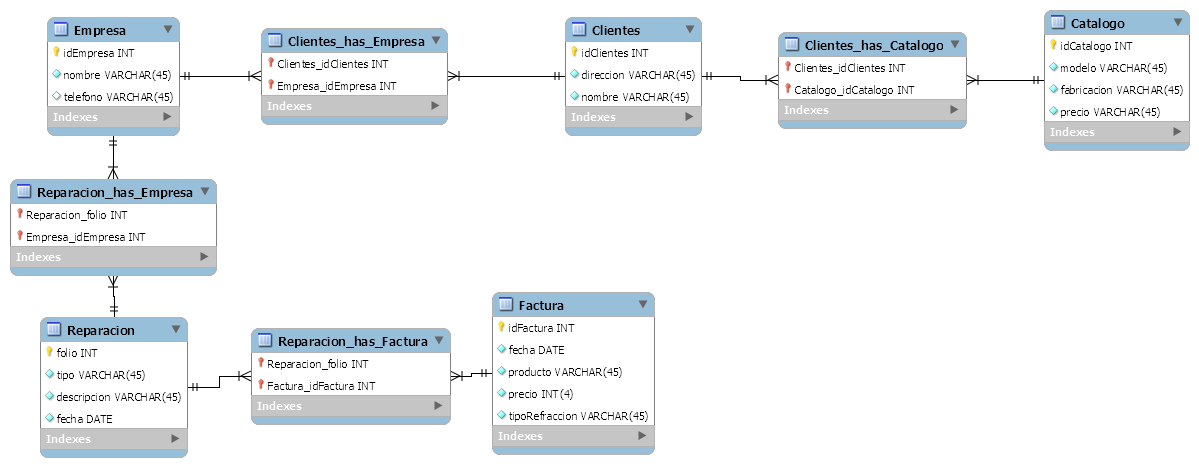 Empresa
idEmpresa INT
nombre VARCHAR(45)
telefono VARCHAR(45)
Indexes
Clientes_has_Empresa
Clientes_idClientes INT
Empresa_idEmpresa INT
Indexes
Clientes
idClientes INT
direccion VARCHAR(45)
nombre VARCHAR(45)
Indexes
Clientes_has_Catalogo
Clientes_idClientes INT
Catalogo_idCatalogo INT
Indexes
Catalogo
idCatalogo INT
modelo VARCHAR(45)
fabricacion VARCHAR(45)
precio VARCHAR(45)
Indexes
Reparacion_has_Empresa
Reparacion_folio INT
Empresa_idEmpresa INT
Indexes
Reparacion
folio INT
tipo VARCHAR(45)
descripcion VARCHAR(45)
fecha DATE
Indexes
Reparacion_has_Factura
Reparacion_folio INT
Factura_idFactura INT
Indexes
Factura
idFactura INT
fecha DATE
producto VARCHAR(45)
precio INT(4)
tipoRefraccion VARCHAR(45)
Indexes